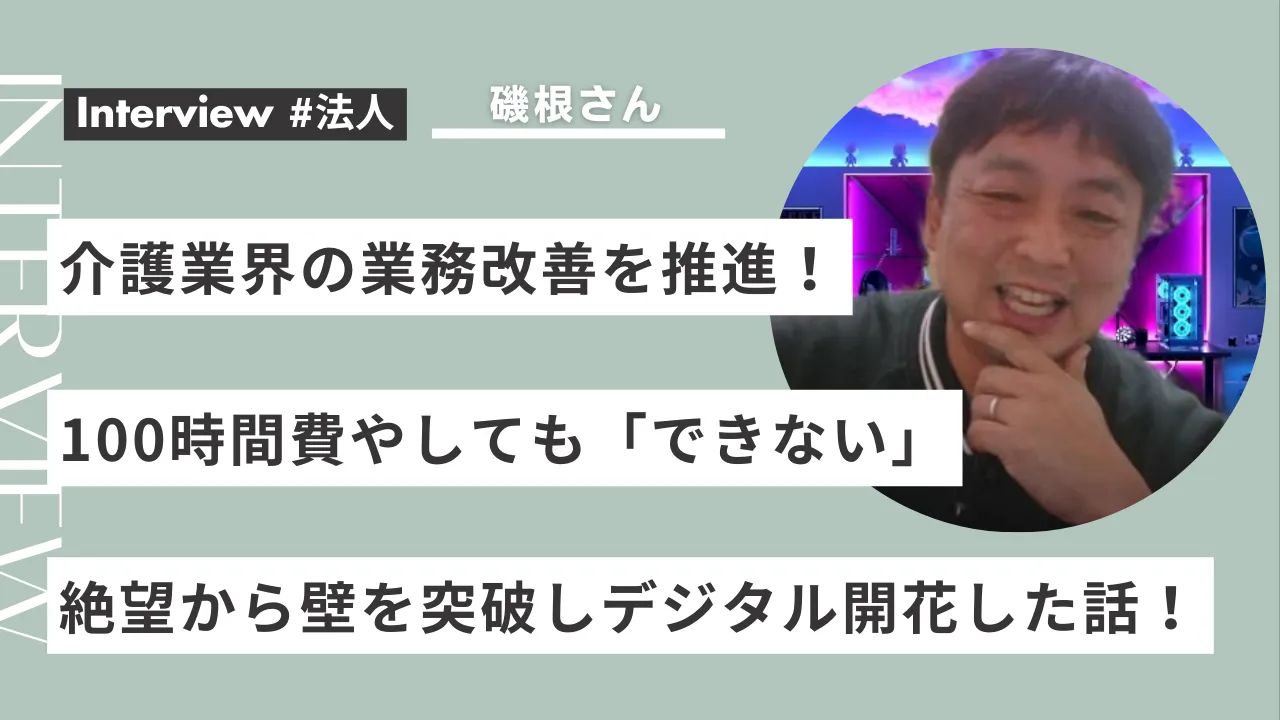 INTERVIEW
Interview #法人
磯根さん
介護業界の業務改善を推進！
100時間費やしても「できない」
絶望から壁を突破しデジタル開花した話！